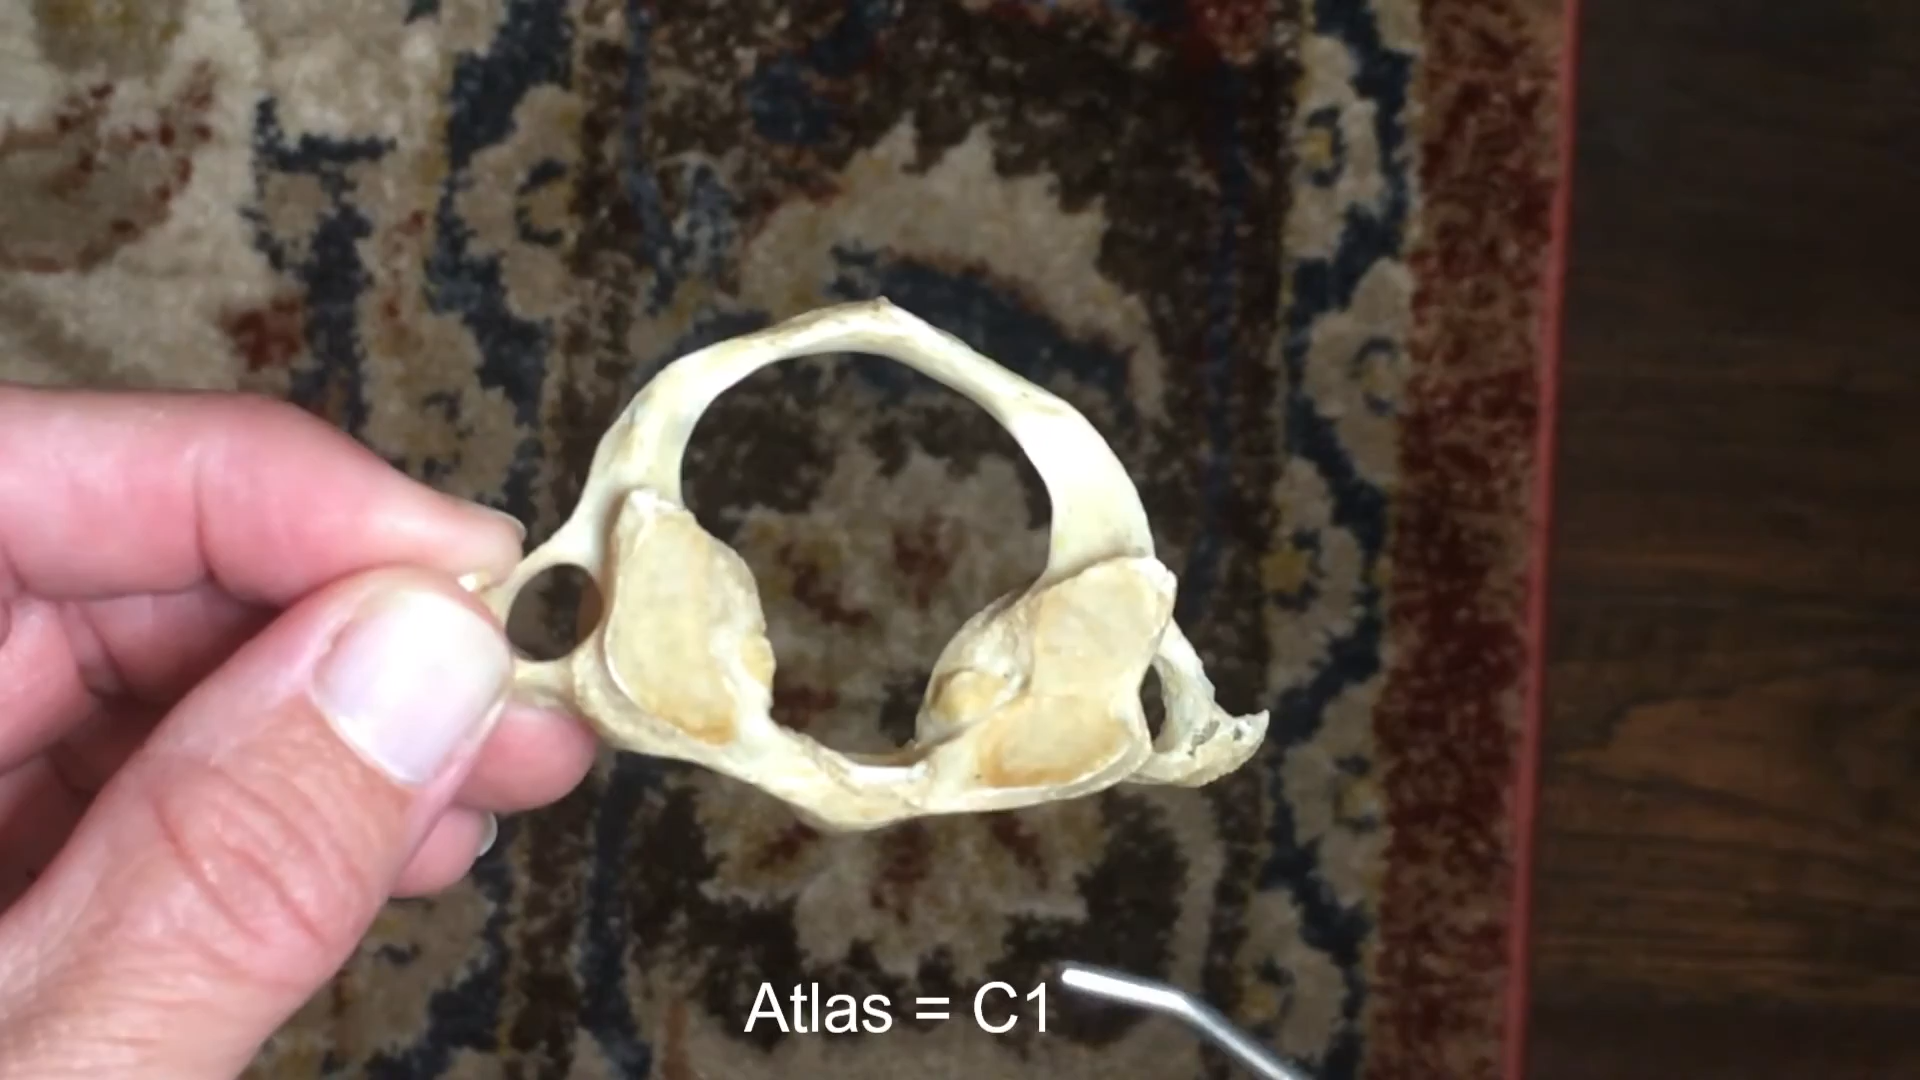 Atlas = C1